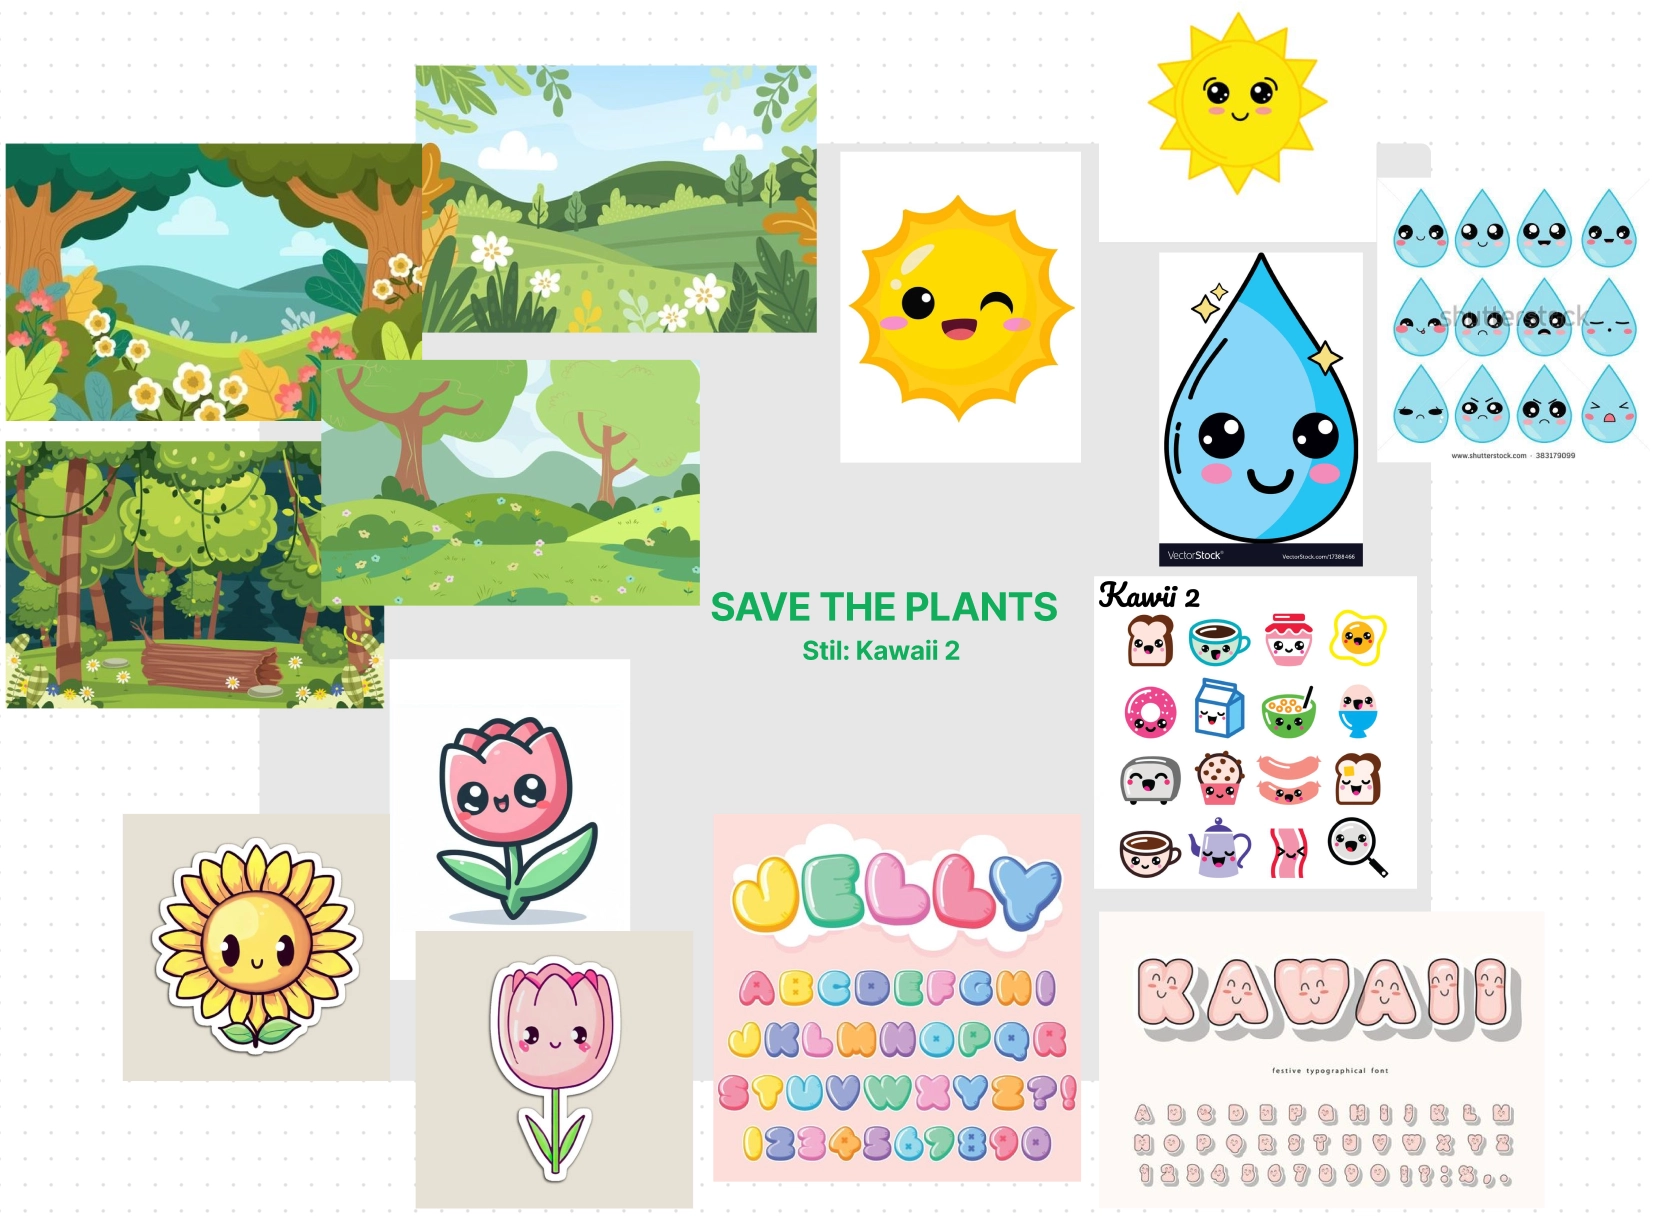 SAVE THE PLANTS
Stil: Kawaii 2
shutterstock
www.shutterstock.com · 383179099
VectorStock®
VectorStock.com/17388466
Kawii 2
JELLY
ABCDEFGHI
JKLMNOPQR
STUVWXYZ?!
1234567890
KAWAII
festive typographical font
A B C D E F G H I J K L M
N O P Q R S T U V W X Y Z
1 2 3 4 5 6 7 8 9 0 ! ? : % , .